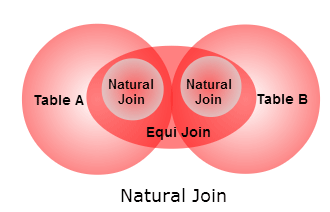 Natural
Join
Natural
Join
Table A
Table B
Equi Join
Natural Join